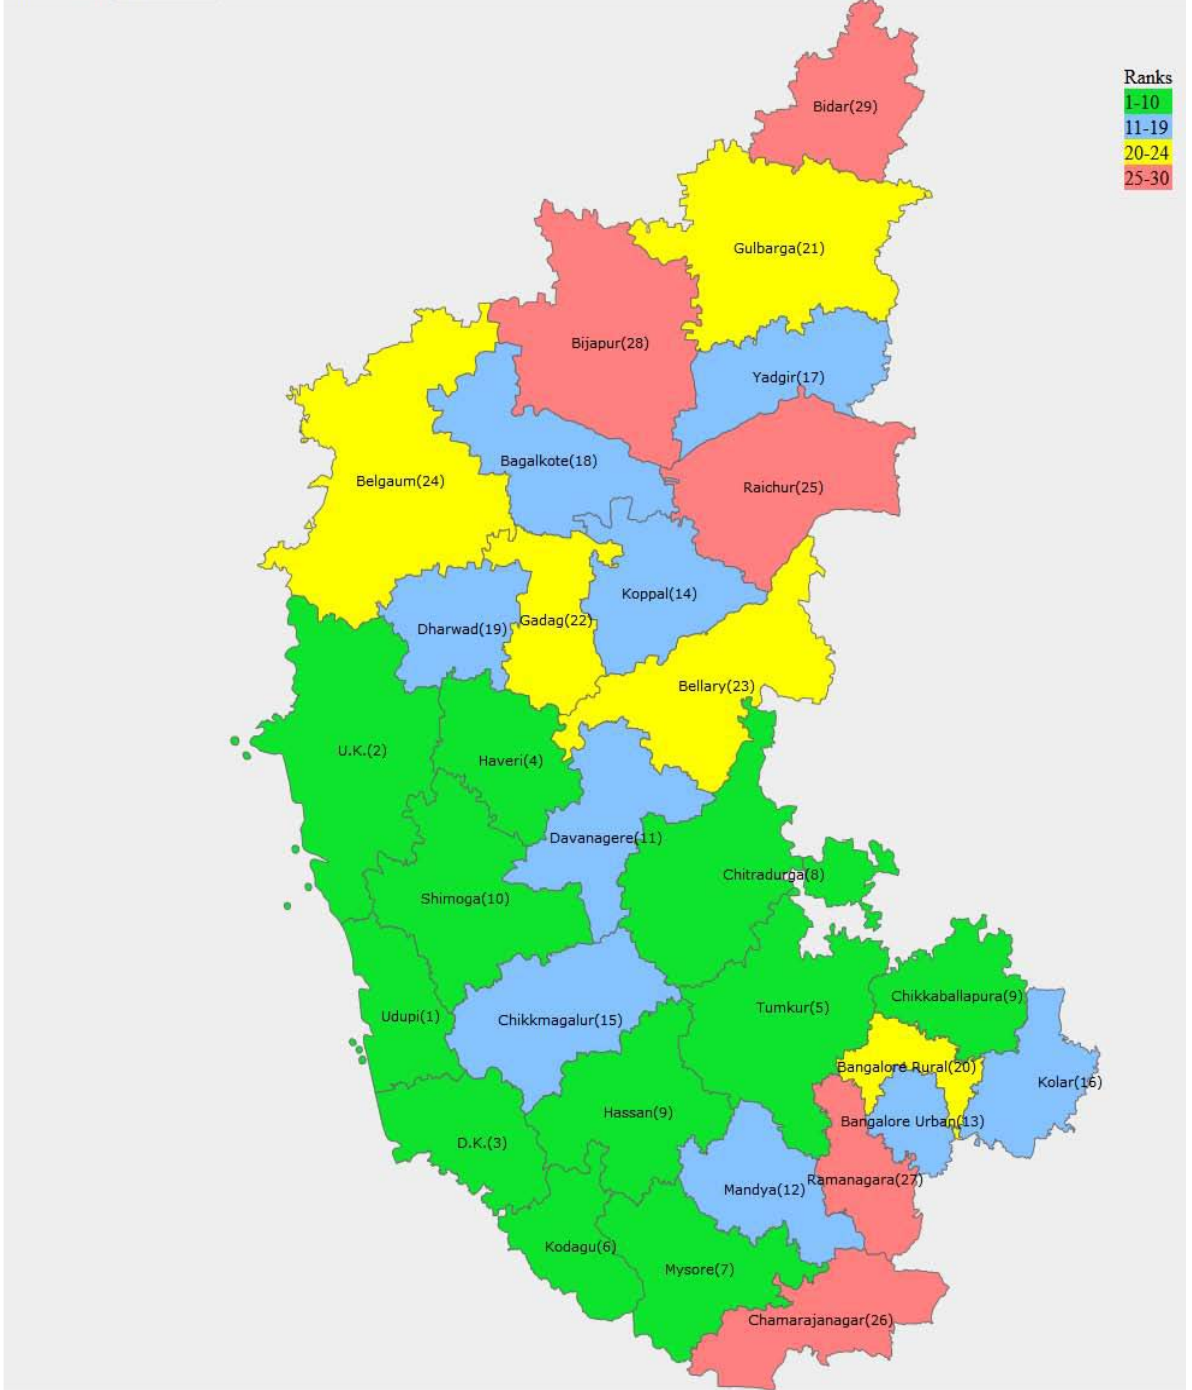 Ranks
1-10
11-19
20-24
25-30
Bidar(29)
Gulbarga(21)
Bijapur(28)
Yadgir(17)
Bagalkote(18)
Belgaum(24)
Raichur(25)
Koppal(14)
Gadag(22)
Dharwad(19)
Bellary(23)
U.K.(2)
Haveri(4)
Davanagere(11)
Chitradurga(8)
Shimoga(10)
Chikkaballapura(9)
Tumkur(5)
Udupi(1)
Chikkmagalur(15)
Bangalore Rural(20)
Kolar(16)
Hassan(9)
Bangalore Urban(13)
D.K.(3)
Ramanagara(27)
Mandya(12)
Kodagu(6)
Mysore(7)
Chamarajanagar(26)